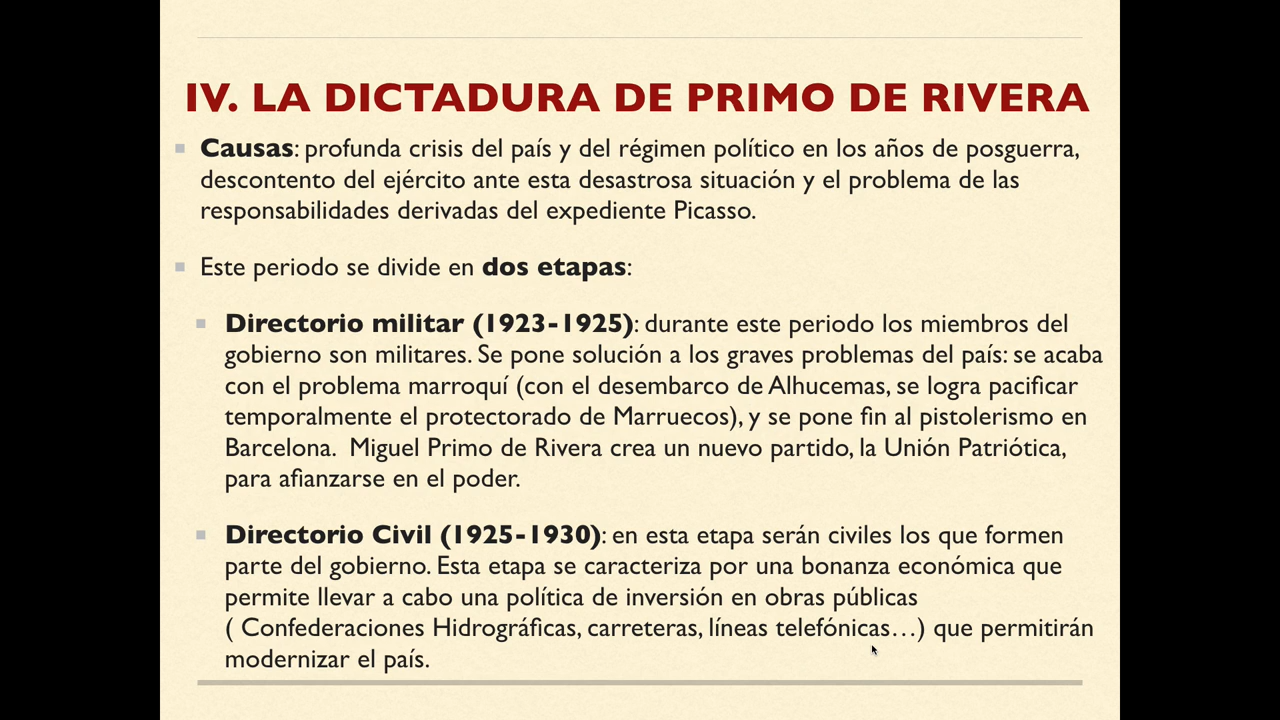 IV. LA DICTADURA DE PRIMO DE RIVERA
Causas: profunda crisis del país y del régimen político en los años de posguerra,
descontento del ejército ante esta desastrosa situación y el problema de las
responsabilidades derivadas del expediente Picasso.
Este periodo se divide en dos etapas:
Directorio militar (1923-1925): durante este periodo los miembros del
gobierno son militares. Se pone solución a los graves problemas del país: se acaba
con el problema marroquí (con el desembarco de Alhucemas, se logra pacificar
temporalmente el protectorado de Marruecos), y se pone fin al pistolerismo en
Barcelona.  Miguel Primo de Rivera crea un nuevo partido, la Unión Patriótica,
para afianzarse en el poder.
Directorio Civil (1925-1930): en esta etapa serán civiles los que formen
parte del gobierno. Esta etapa se caracteriza por una bonanza económica que
permite llevar a cabo una política de inversión en obras públicas
( Confederaciones Hidrográficas, carreteras, líneas telefónicas…) que permitirán
modernizar el país.